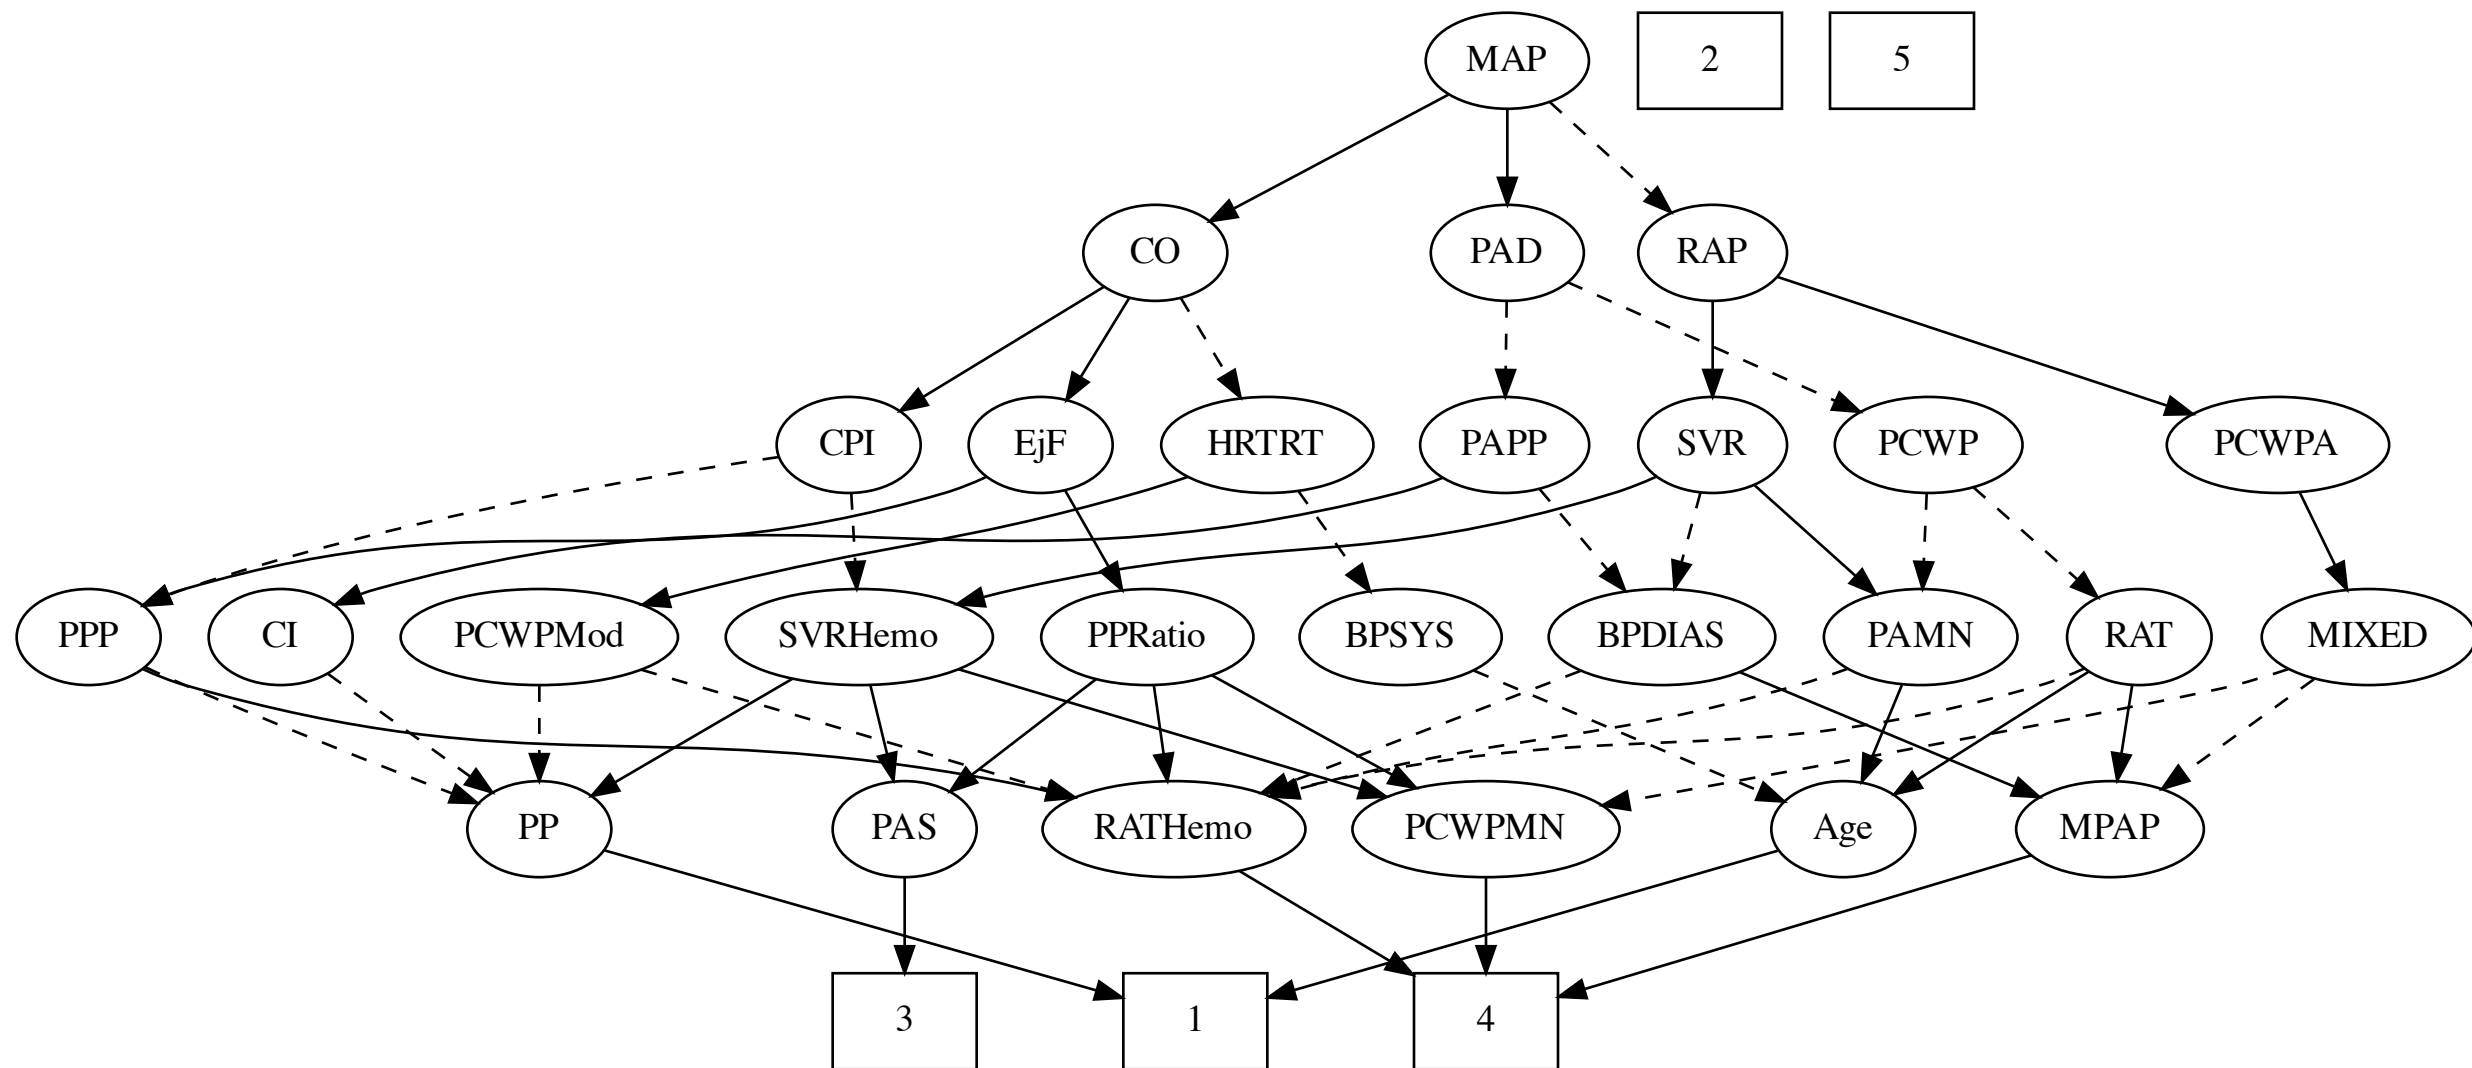 MAP
2
5
CO
PAD
RAP
CPI
EjF
HRTRT
PAPP
SVR
PCWP
PCWPA
PPP
CI
PCWPMod
SVRHemo
PPRatio
BPSYS
BPDIAS
PAMN
RAT
MIXED
PP
PAS
RATHemo
PCWPMN
Age
MPAP
3
1
4